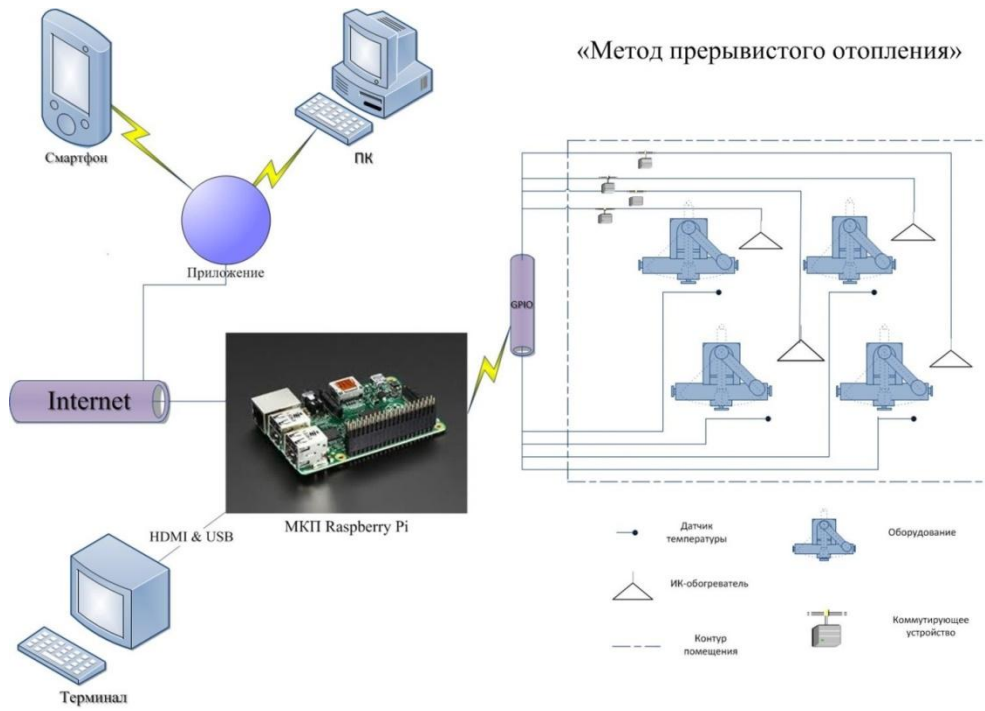 «Метод прерывистого отопления»
Смартфон
ПК
Приложение
GPIO
Internet
МКП Raspberry Pi
HDMI & USB
Терминал
Датчик
температуры
Оборудование
ИК-обогреватель
Коммутирующее
устройство
Контур
помещения